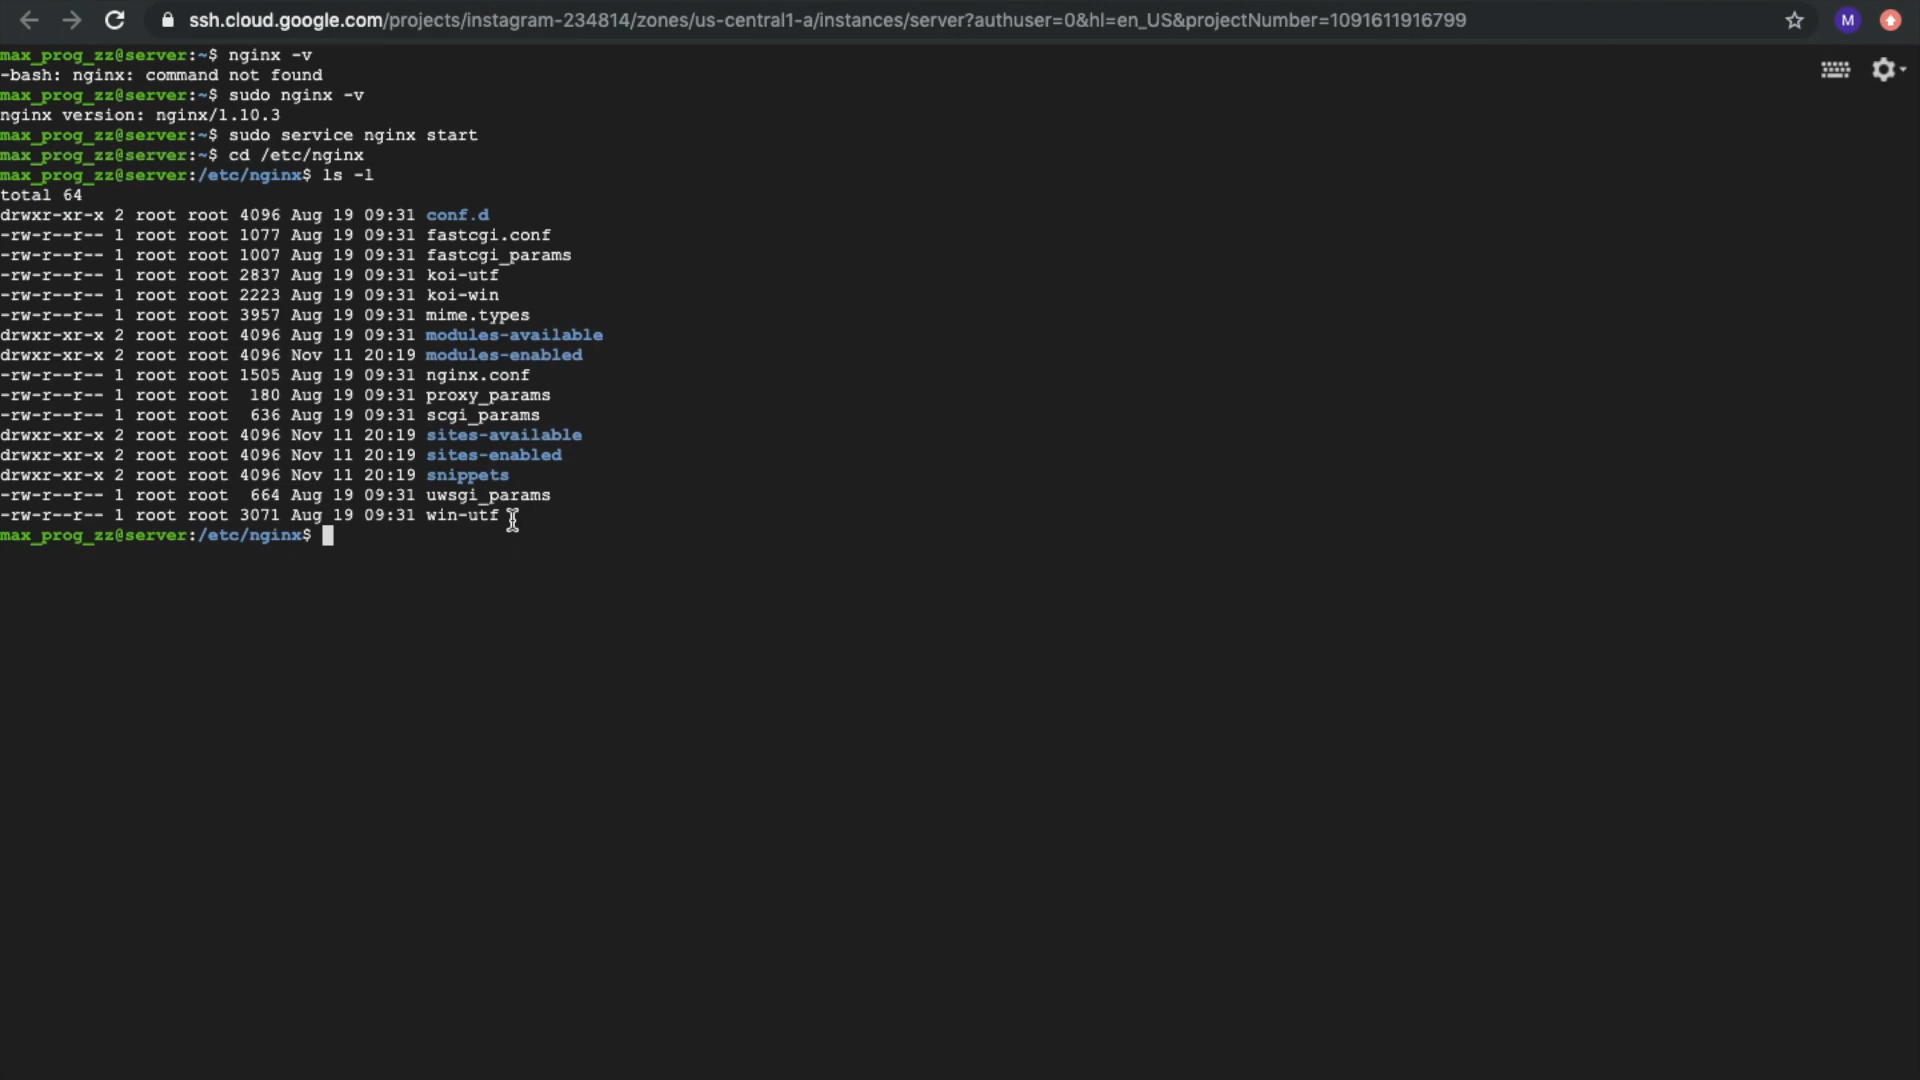 ssh.cloud.google.com/projects/instagram-234814/zones/us-central1-a/instances/server?authuser=0&hl=en_US&projectNumber=1091611916799
M
max_prog_zz@server:~$ nginx -v
-bash: nginx: command not found
max_prog_zz@server:~$ sudo nginx -v
nginx version: nginx/1.10.3
max_prog_zz@server:~$ sudo service nginx start
max_prog_zz@server:~$ cd /etc/nginx
max_prog_zz@server:/etc/nginx$ ls -l
total 64
drwxr-xr-x 2 root root 4096 Aug 19 09:31 conf.d
-rw-r--r-- 1 root root 1077 Aug 19 09:31 fastcgi.conf
-rw-r--r-- 1 root root 1007 Aug 19 09:31 fastcgi_params
-rw-r--r-- 1 root root 2837 Aug 19 09:31 koi-utf
-rw-r--r-- 1 root root 2223 Aug 19 09:31 koi-win
-rw-r--r-- 1 root root 3957 Aug 19 09:31 mime.types
drwxr-xr-x 2 root root 4096 Aug 19 09:31 modules-available
drwxr-xr-x 2 root root 4096 Nov 11 20:19 modules-enabled
-rw-r--r-- 1 root root 1505 Aug 19 09:31 nginx.conf
-rw-r--r-- 1 root root  180 Aug 19 09:31 proxy_params
-rw-r--r-- 1 root root  636 Aug 19 09:31 scgi_params
drwxr-xr-x 2 root root 4096 Nov 11 20:19 sites-available
drwxr-xr-x 2 root root 4096 Nov 11 20:19 sites-enabled
drwxr-xr-x 2 root root 4096 Nov 11 20:19 snippets
-rw-r--r-- 1 root root  664 Aug 19 09:31 uwsgi_params
-rw-r--r-- 1 root root 3071 Aug 19 09:31 win-utf
max_prog_zz@server:/etc/nginx$